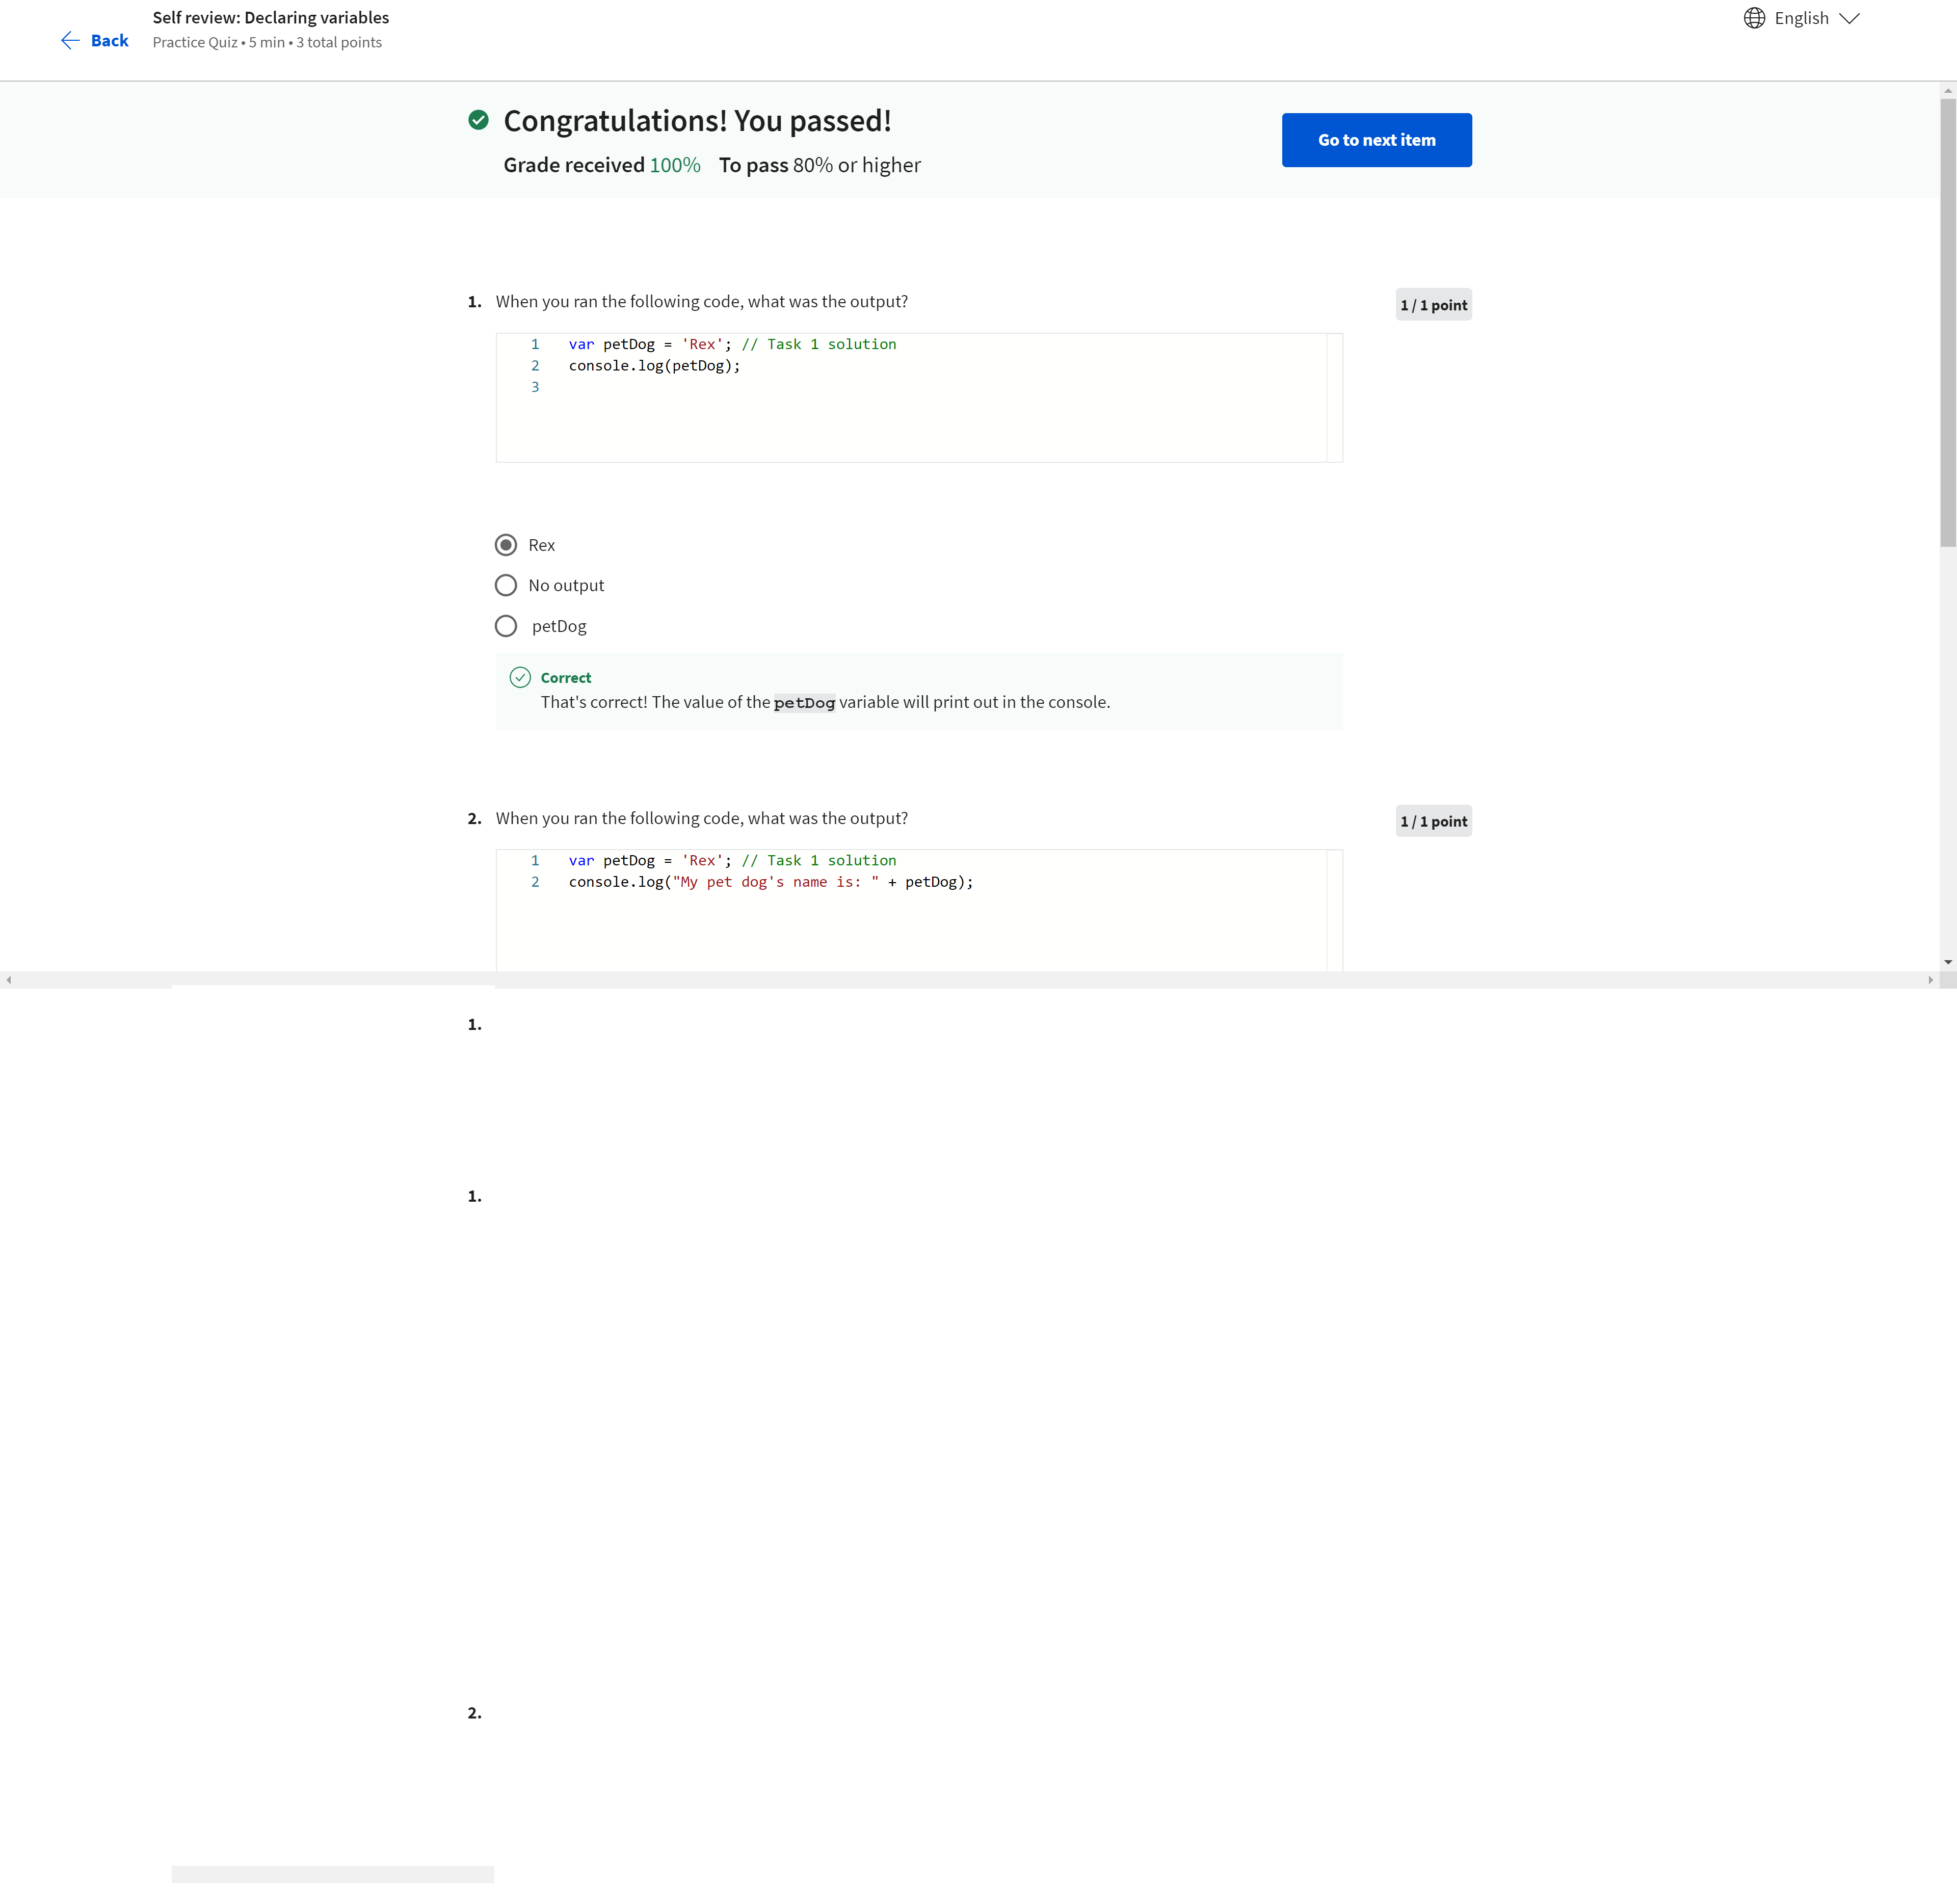 Self review: Declaring variables
Back
Practice Quiz • 5 min • 3 total points
English
Congratulations! You passed!
Grade received 100% To pass 80% or higher
Go to next item
1. When you ran the following code, what was the output?
1 / 1 point
1 var petDog = 'Rex'; // Task 1 solution
2 console.log(petDog);
3
Rex
No output
petDog
Correct
That's correct! The value of the petDog variable will print out in the console.
2. When you ran the following code, what was the output?
1 / 1 point
1 var petDog = 'Rex'; // Task 1 solution
2 console.log("My pet dog's name is: " + petDog);
1.
1.
2.